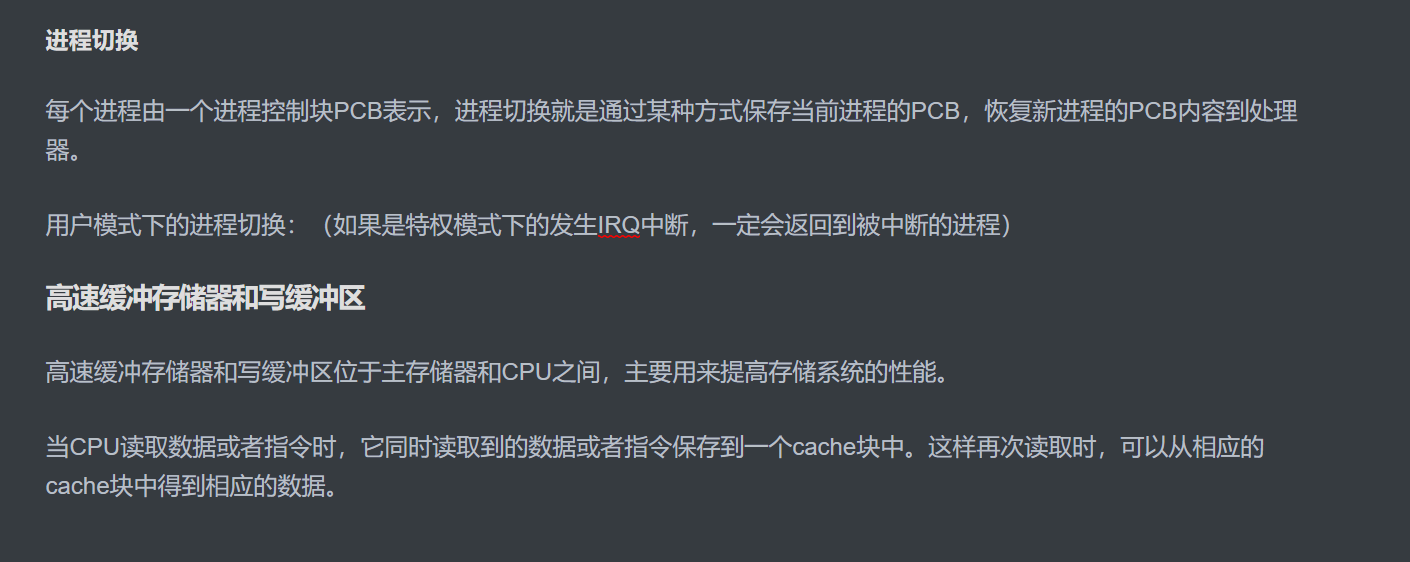 进程切换
每个进程由一个进程控制块PCB表示，进程切换就是通过某种方式保存当前进程的PCB，恢复新进程的PCB内容到处理
器。
用户模式下的进程切换：（如果是特权模式下的发生IRQ中断，一定会返回到被中断的进程）
高速缓冲存储器和写缓冲区
高速缓冲存储器和写缓冲区位于主存储器和CPU之间，主要用来提高存储系统的性能。
当CPU读取数据或者指令时，它同时读取到的数据或者指令保存到一个cache块中。这样再次读取时，可以从相应的
cache块中得到相应的数据。